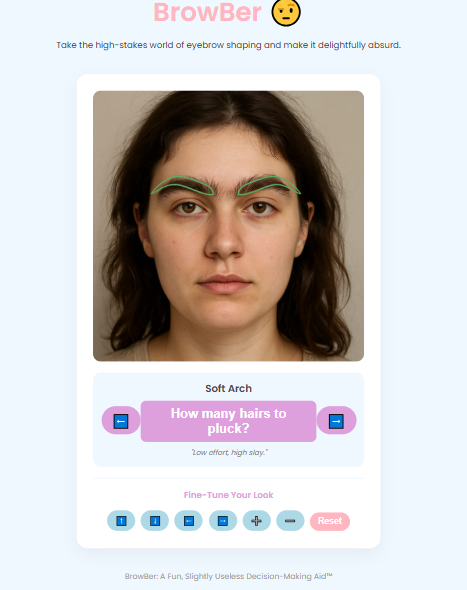 BrowBer 🤨
Take the high-stakes world of eyebrow shaping and make it delightfully absurd.
Soft Arch
← How many hairs to →
pluck?
"Low effort, high slay."
Fine-Tune Your Look
↑ ↓ ← → + − Reset
BrowBer: A Fun, Slightly Useless Decision-Making Aid™